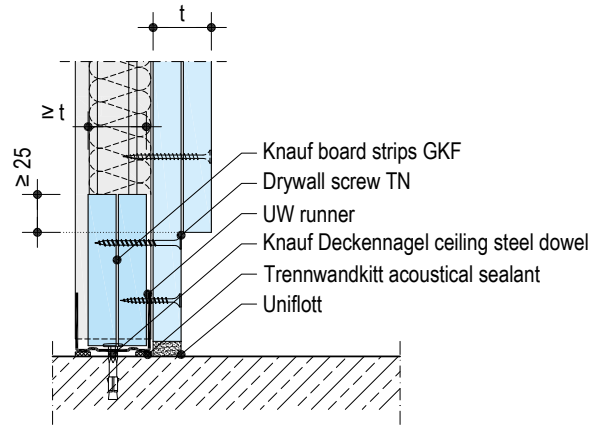 t
≥ t
≥ 25
Knauf board strips GKF
Drywall screw TN
UW runner
Knauf Deckennagel ceiling steel dowel
Trennwandkitt acoustical sealant
Uniflott